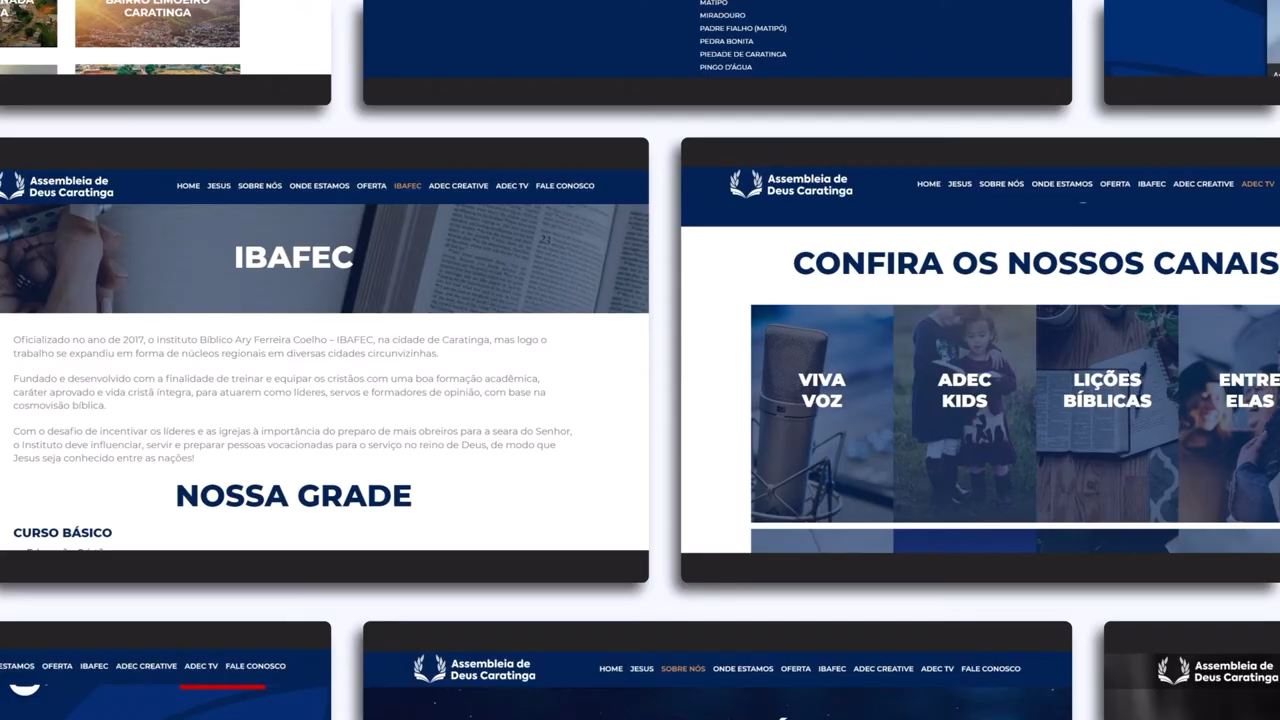 BAIRRO LIMOEIRO
CARATINGA
MATIPÓ
MIRADOURO
PADRE FIALHO (MATIPÓ)
PEDRA BONITA
PIEDADE DE CARATINGA
PINGO D'ÁGUA
Assembleia de
Deus Caratinga
HOME JESUS SOBRE NÓS ONDE ESTAMOS OFERTA IBAFEC ADEC CREATIVE ADEC TV FALE CONOSCO
IBAFEC
23
Oficializado no ano de 2017, o Instituto Bíblico Ary Ferreira Coelho – IBAFEC, na cidade de Caratinga, mas logo o
trabalho se expandiu em forma de núcleos regionais em diversas cidades circunvizinhas.
Fundado e desenvolvido com a finalidade de treinar e equipar os cristãos com uma boa formação acadêmica,
caráter aprovado e vida cristã íntegra, para atuarem como líderes, servos e formadores de opinião, com base na
cosmovisão bíblica.
Com o desafio de incentivar os líderes e as igrejas à importância do preparo de mais obreiros para a seara do Senhor,
o Instituto deve influenciar, servir e preparar pessoas vocacionadas para o serviço no reino de Deus, de modo que
Jesus seja conhecido entre as nações!
NOSSA GRADE
CURSO BÁSICO
Assembleia de
Deus Caratinga
HOME JESUS SOBRE NÓS ONDE ESTAMOS OFERTA IBAFEC ADEC CREATIVE ADEC TV
CONFIRA OS NOSSOS CANAIS
VIVA
VOZ
ADEC
KIDS
LIÇÕES
BÍBLICAS
ENTRE
ELAS
ESTAMOS OFERTA IBAFEC ADEC CREATIVE ADEC TV FALE CONOSCO
Assembleia de
Deus Caratinga
HOME JESUS SOBRE NÓS ONDE ESTAMOS OFERTA IBAFEC ADEC CREATIVE ADEC TV FALE CONOSCO
Assembleia de
Deus Caratinga